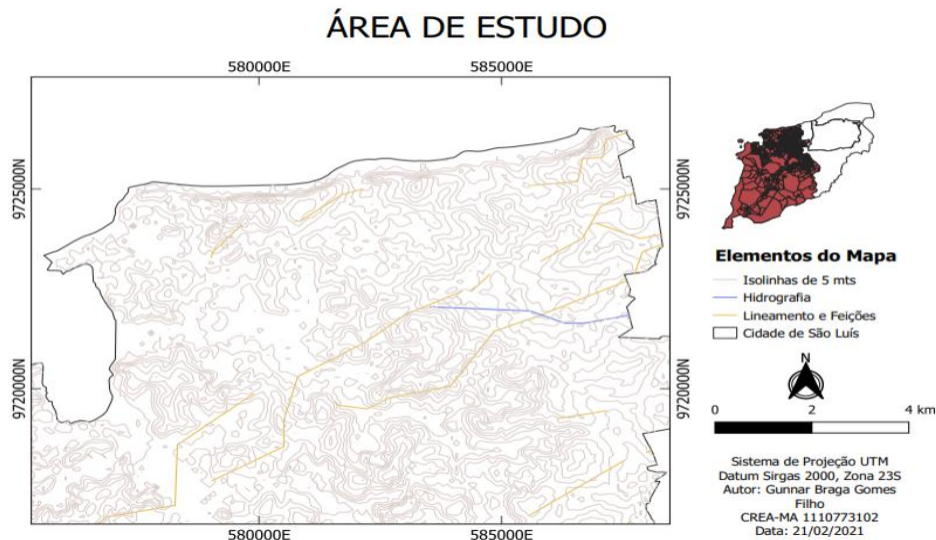 ÁREA DE ESTUDO
580000E
585000E
9725000N
9725000N
Elementos do Mapa
Isolinhas de 5 mts
Hidrografia
Lineamento e Feições
Cidade de São Luís
9720000N
9720000N
N
0 2 4 km
Sistema de Projeção UTM
Datum Sirgas 2000, Zona 23S
Autor: Gunnar Braga Gomes
Filho
CREA-MA 1110773102
Data: 21/02/2021
580000E
585000E